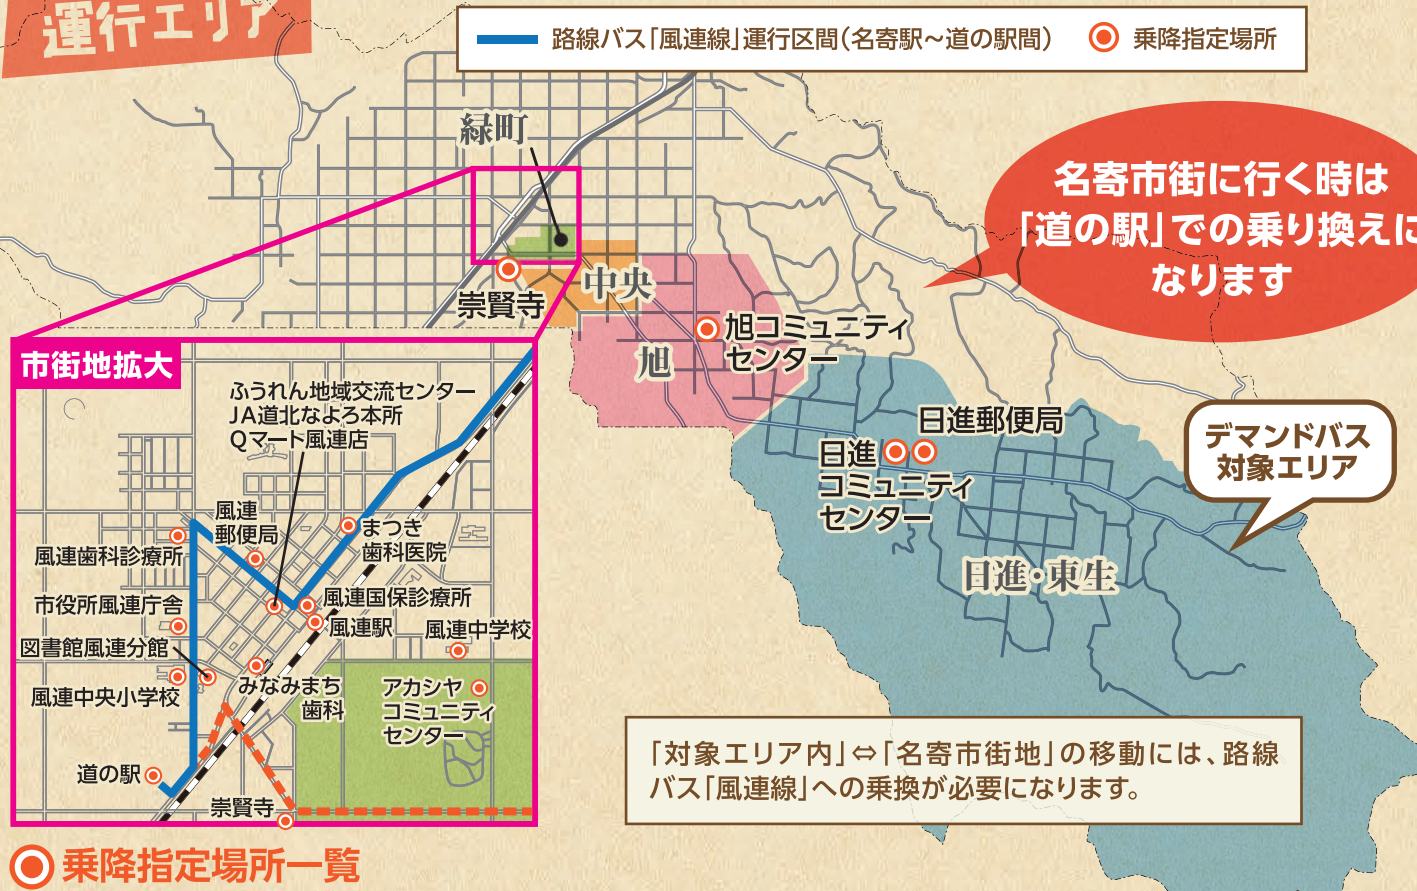 運行エリア
路線バス「風連線」運行区間（名寄駅～道の駅間）
乗降指定場所
緑町
名寄市街に行く時は
「道の駅」での乗り換えに
なります
中央
崇賢寺
旭コミュニティ
センター
旭
市街地拡大
ふうれん地域交流センター
JA道北なよろ本所
Qマート風連店
日進郵便局
日進
コミュニティ
センター
デマンドバス
対象エリア
風連
郵便局
まつき
歯科医院
風連歯科診療所
日進・東生
風連国保診療所
市役所風連庁舎
風連駅
風連中学校
図書館風連分館
みなみまち
歯科
風連中央小学校
アカシヤ
コミュニティ
センター
道の駅
崇賢寺
「対象エリア内」⇔「名寄市街地」の移動には、路線
バス「風連線」への乗換が必要になります。
乗降指定場所一覧